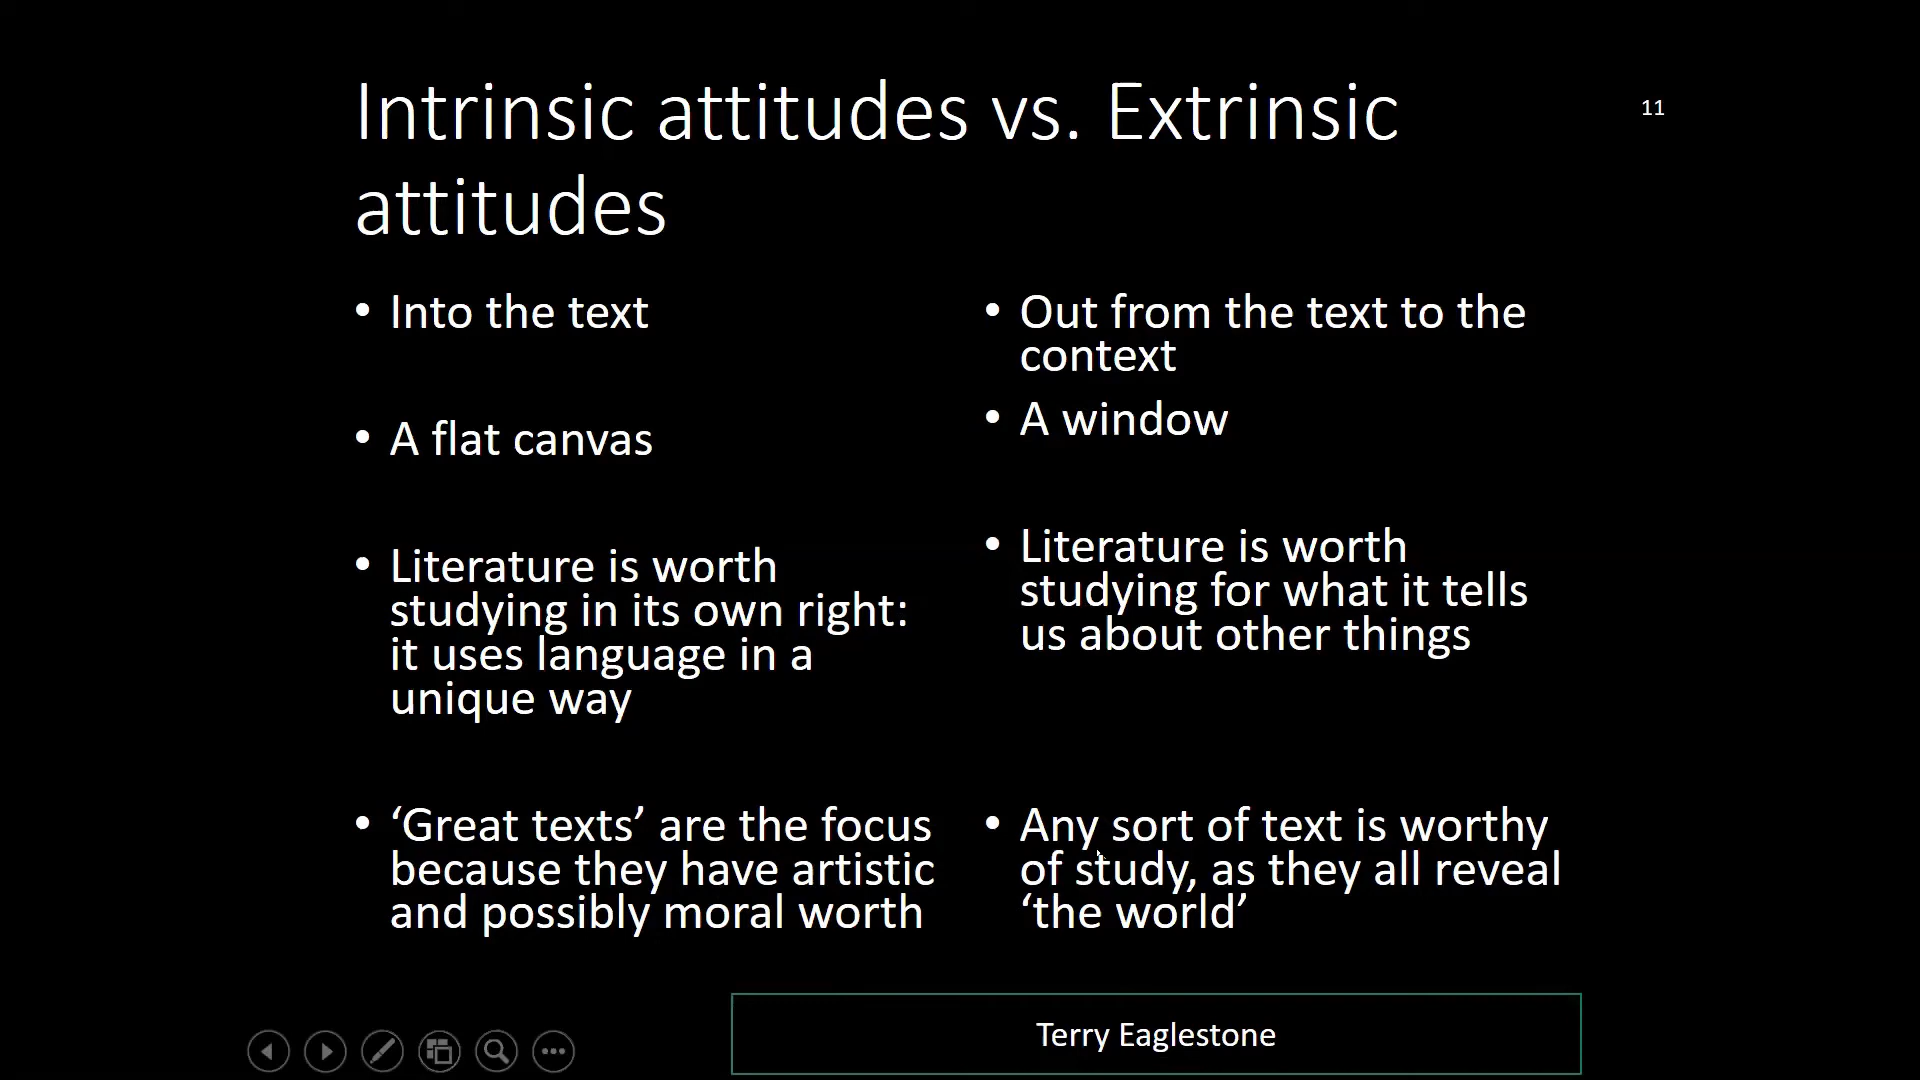 Intrinsic attitudes vs. Extrinsic
attitudes
11
• Into the text
• A flat canvas
• Literature is worth
studying in its own right:
it uses language in a
unique way
• ‘Great texts’ are the focus
because they have artistic
and possibly moral worth
• Out from the text to the
context
• A window
• Literature is worth
studying for what it tells
us about other things
• Any sort of text is worthy
of study, as they all reveal
‘the world’
Terry Eaglestone